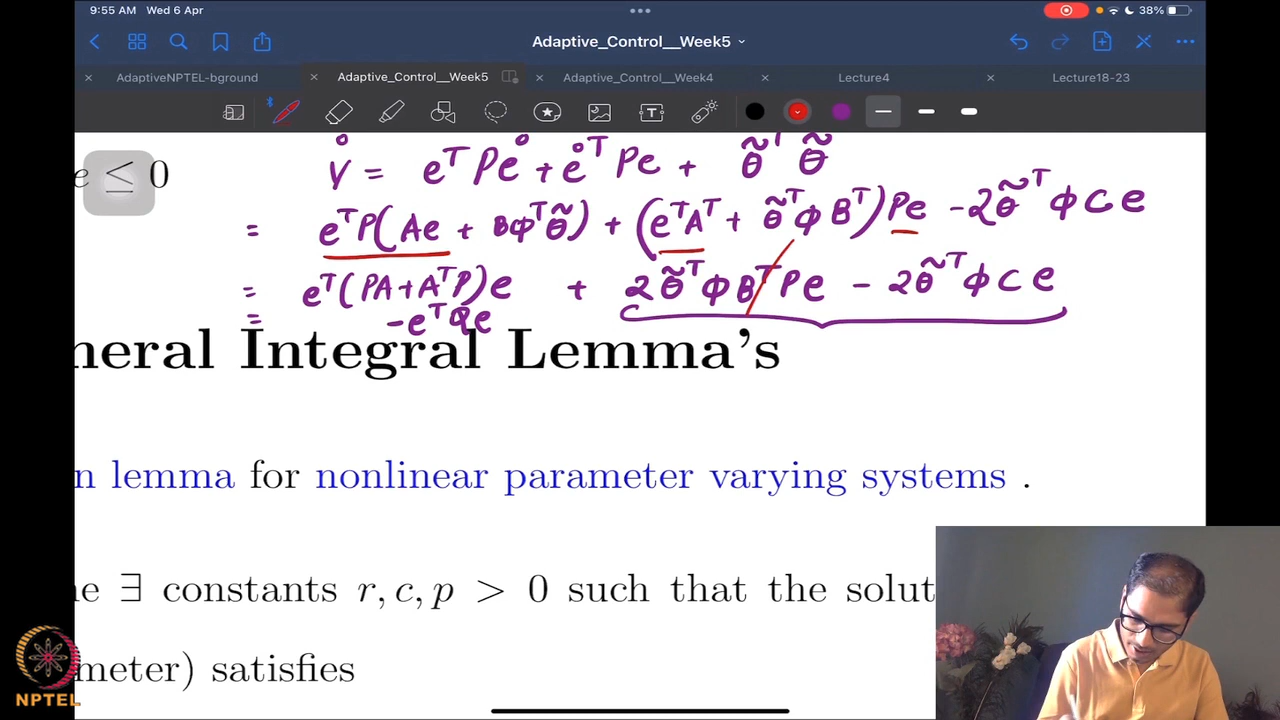 9:55 AM Wed 6 Apr
38%
Adaptive_Control__Week5
AdaptiveNPTEL-bground
Adaptive_Control__Week5
Adaptive_Control__Week4
Lecture4
Lecture18-23
e ≤ 0
V̇ = eᵀPė + ėᵀPe + θ̃ᵀ θ̃̇
= eᵀP(Ae + Bφᵀθ̃) + (eᵀAᵀ + θ̃ᵀφBᵀ)Pe - 2θ̃ᵀφCe
= eᵀ(PA + AᵀP)e + 2θ̃ᵀφBᵀPe - 2θ̃ᵀφCe
= -eᵀQe
neral Integral Lemma's
n lemma for nonlinear parameter varying systems .
ne ∃ constants r, c, p > 0 such that the solut
meter) satisfies
NPTEL